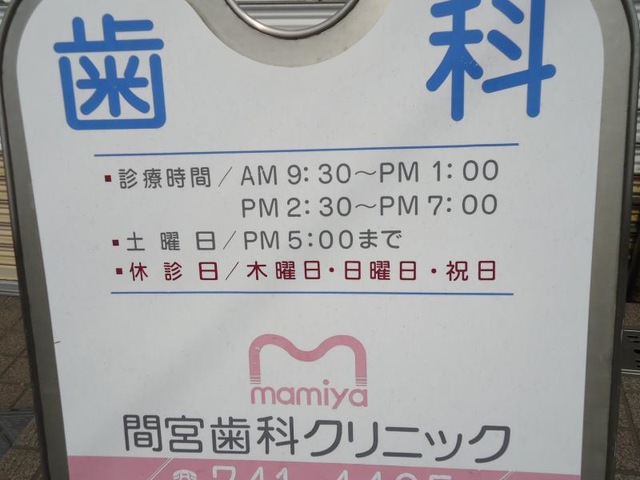 歯 科
▪診療時間/AM 9:30～PM 1:00
PM 2:30～PM 7:00
▪土 曜 日/PM 5:00まで
▪休 診 日/木曜日・日曜日・祝日
mamiya
間宮歯科クリニック
☎741-